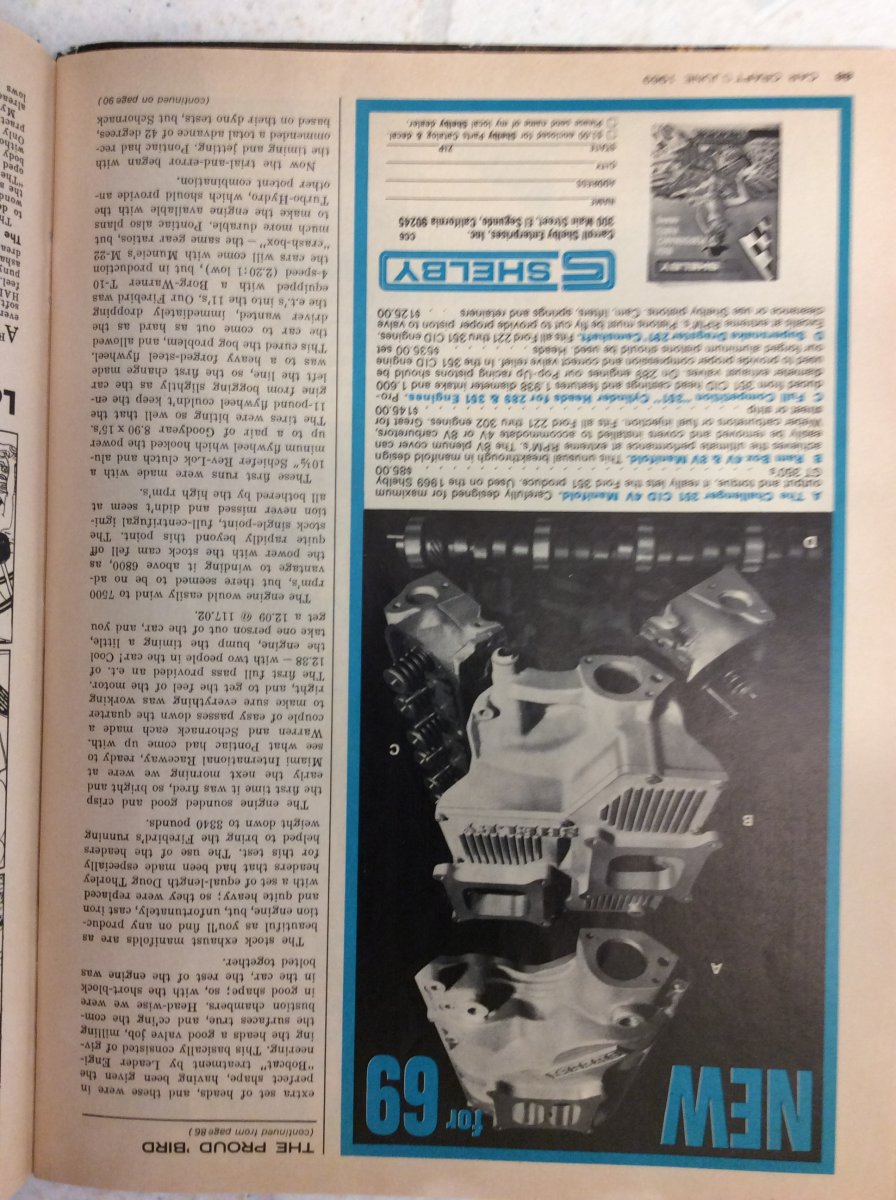 NEW for 69
A
B
C
D
A The Challenger 351 CID 4V Manifold. Carefully designed for maximum
output and torque, it really lets the Ford 351 produce. Used on the 1969 Shelby
GT 350's . . . $85.00
B Ram Box 4V & 8V Manifold. This unusual breakthrough in manifold design
achieves the ultimate performance at extreme RPM's. The 8V plenum cover can
easily be removed and covers installed to accommodate 4V or 8V carburetors,
Weber carburetors or fuel injection. Fits all Ford 221 thru 302 engines. Great for
street or strip . . . $145.00
C Full Competition "351" Cylinder Heads for 289 & 351 Engines. Pro-
duced from 351 CID head castings and features 1.938 diameter intake and 1.600
diameter exhaust valves. On 289 engines our Pop-Up racing pistons should be
used to provide proper compression and correct valve relief. In the 351 CID engine
our forged aluminum pistons should be used. Heads . . . $535.00 set
D Supersnake Dragster 291° Camshaft. Fits all Ford 221 thru 351 CID engines.
Excels at extreme RPM's. Pistons must be fly cut to provide proper piston to valve
clearance or use Shelby pistons. Cam, lifters, springs and retainers . . . $125.00
SHELBY
Carroll Shelby Enterprises, Inc. CC6
300 Main Street, El Segundo, California 90245
NAME
ADDRESS
CITY
STATE ZIP
$1.00 enclosed for Shelby Parts Catalog & decal.
Please send name of my local Shelby dealer.
88 CAR CRAFT / JUNE 1969
THE PROUD 'BIRD
(continued from page 86)
extra set of heads, and these were in
perfect shape, having been given the
"Bobcat" treatment by Leader Engi-
neering. This basically consisted of giv-
ing the heads a good valve job, milling
the surfaces true, and cc'ing the com-
bustion chambers. Head-wise we were
in good shape; so, with the short-block
in the car, the rest of the engine was
bolted together.
The stock exhaust manifolds are as
beautiful as you'll find on any produc-
tion engine, but, unfortunately, cast iron
and quite heavy; so they were replaced
with a set of equal-length Doug Thorley
headers that had been made especially
for this test. The use of the headers
helped to bring the Firebird's running
weight down to 3340 pounds.
The engine sounded good and crisp
the first time it was fired, so bright and
early the next morning we were at
Miami International Raceway, ready to
see what Pontiac had come up with.
Warren and Schornack each made a
couple of easy passes down the quarter
to make sure everything was working
right, and to get the feel of the motor.
The first full pass provided an e.t. of
12.38 – with two people in the car! Cool
the engine, bump the timing a little,
take one person out of the car, and you
get a 12.09 @ 117.02.
The engine would easily wind to 7500
rpm's, but there seemed to be no ad-
vantage to winding it above 6800, as
the power with the stock cam fell off
quite rapidly beyond this point. The
stock single-point, full-centrifugal igni-
tion never missed and didn't seem at
all bothered by the high rpm's.
These first runs were made with a
10½" Schiefer Rev-Lok clutch and alu-
minum flywheel which hooked the power
up to a pair of Goodyear 8.90 x 15's.
The tires were biting so well that the
11-pound flywheel couldn't keep the en-
gine from bogging slightly as the car
left the line, so the first change made
was to a heavy forged-steel flywheel.
This cured the bog problem, and allowed
the car to come out as hard as the
driver wanted, immediately dropping
the e.t.'s into the 11's. Our Firebird was
equipped with a Borg-Warner T-10
4-speed (2.20:1 low), but in production
the cars will come with Muncie's M-22
"crash-box" – the same gear ratios, but
much more durable. Pontiac also plans
to make the engine available with the
Turbo-Hydro, which should provide an-
other potent combination.
Now the trial-and-error began with
the timing and jetting. Pontiac had rec-
ommended a total advance of 42 degrees,
based on their dyno tests, but Schornack
(continued on page 90)